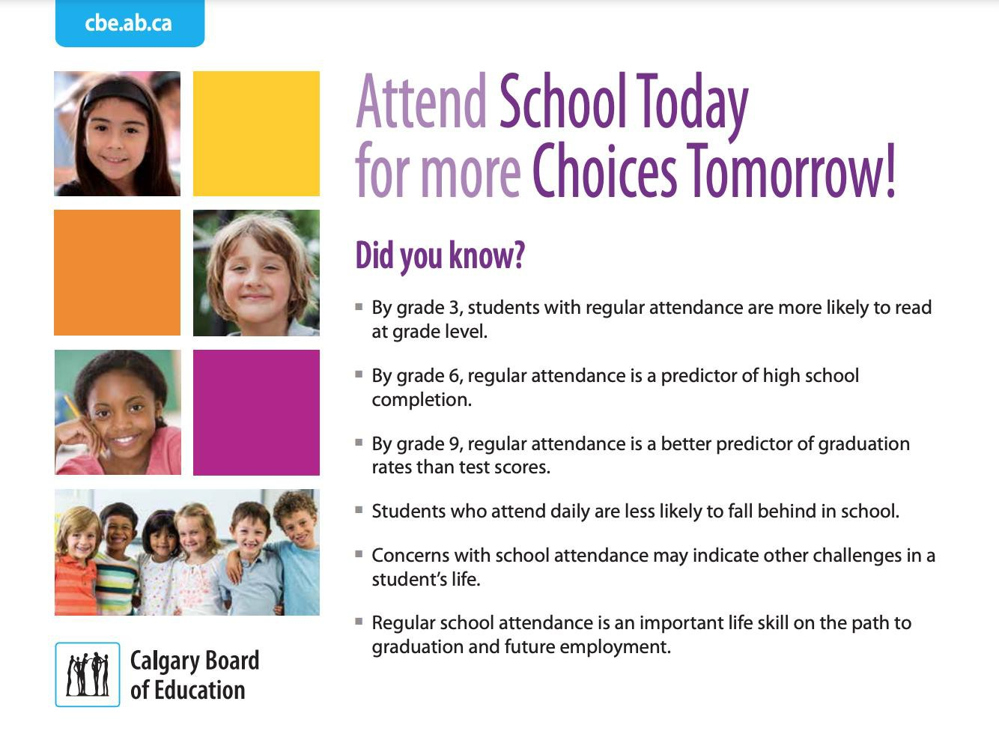 cbe.ab.ca
Attend School Today
for more Choices Tomorrow!
Did you know?
▪ By grade 3, students with regular attendance are more likely to read
at grade level.
▪ By grade 6, regular attendance is a predictor of high school
completion.
▪ By grade 9, regular attendance is a better predictor of graduation
rates than test scores.
▪ Students who attend daily are less likely to fall behind in school.
▪ Concerns with school attendance may indicate other challenges in a
student’s life.
▪ Regular school attendance is an important life skill on the path to
graduation and future employment.
Calgary Board
of Education